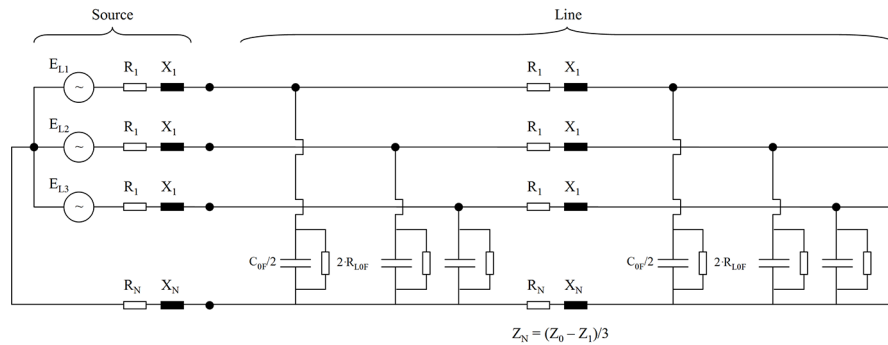 Source Line
E_L1 R_1 X_1 R_1 X_1
E_L2 R_1 X_1 R_1 X_1
E_L3 R_1 X_1 R_1 X_1
C_0F/2 2·R_L0F C_0F/2 2·R_L0F
R_N X_N R_N X_N
Z_N = (Z_0 – Z_1)/3